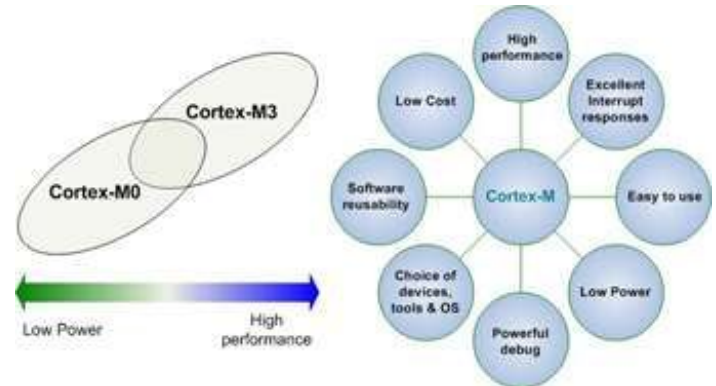 Cortex-M3
Cortex-M0
Low Power
High
performance
High
performance
Excellent
Interrupt
responses
Easy to use
Low Power
Powerful
debug
Choice of
devices,
tools & OS
Software
reusability
Low Cost
Cortex-M